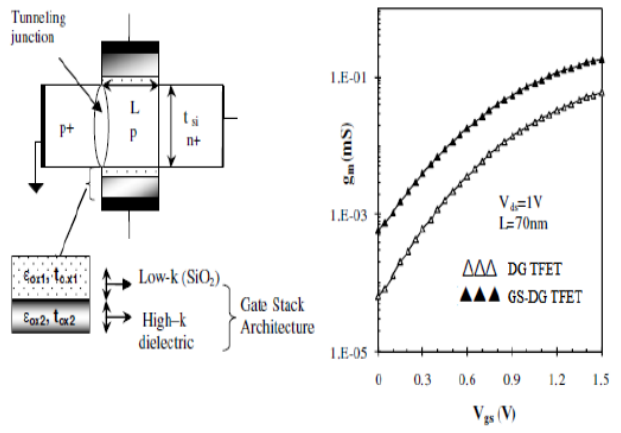 Tunneling
junction
L
p+
p
t si
n+
εox1, tox1
εox2, tox2
Low-k (SiO2)
High–k
dielectric
Gate Stack
Architecture
1.E-01
1.E-03
1.E-05
gm (mS)
Vds=1V
L=70nm
DG TFET
GS-DG TFET
0 0.3 0.6 0.9 1.2 1.5
Vgs (V)